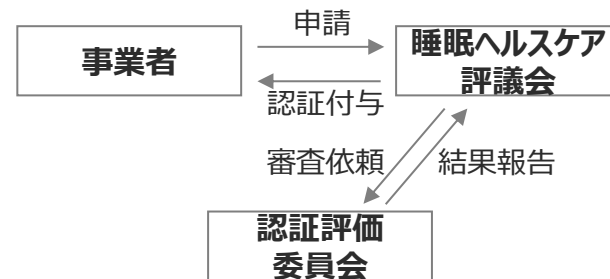 申請
事業者
睡眠ヘルスケア
評議会
認証付与
審査依頼
結果報告
認証評価
委員会